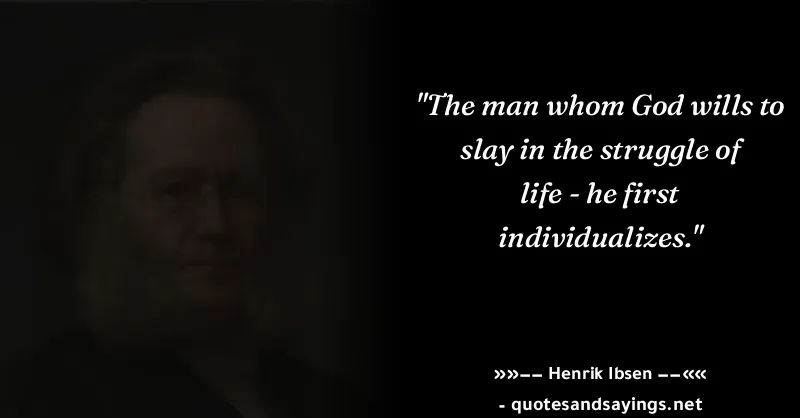 "The man whom God wills to
slay in the struggle of
life - he first
individualizes."
»»−− Henrik Ibsen −−««
- quotesandsayings.net